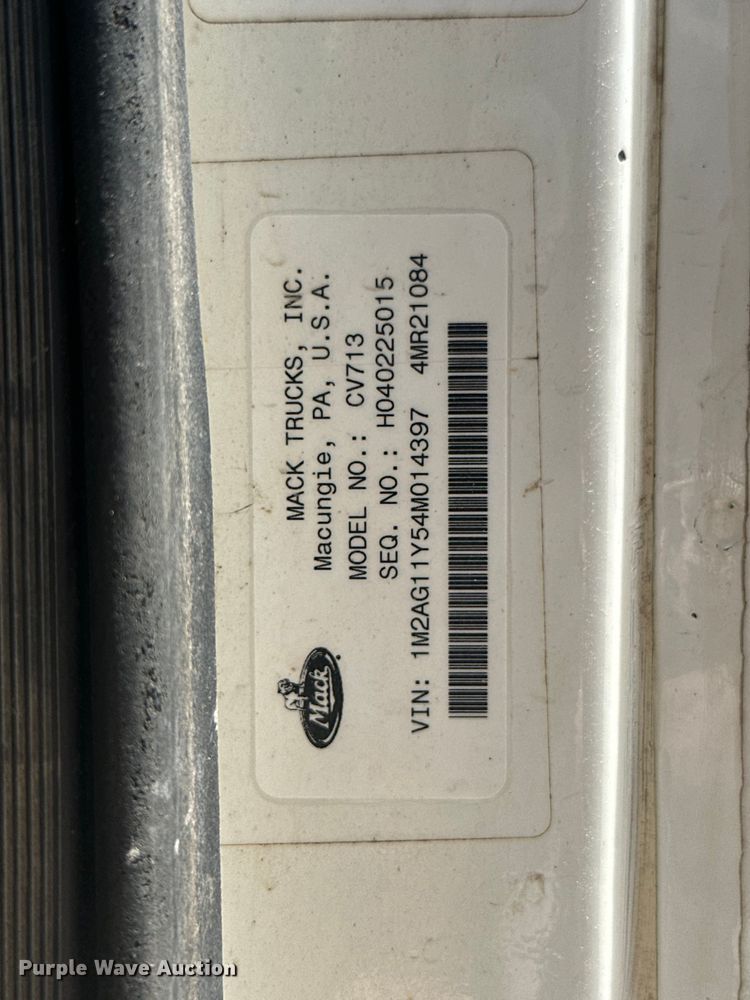 MACK TRUCKS, INC.
Macungie, PA, U.S.A.
MODEL NO.: CV713
SEQ. NO.: H040225015
Mack
VIN: 1M2AG11Y54M014397 4MR21084
Purple Wave Auction